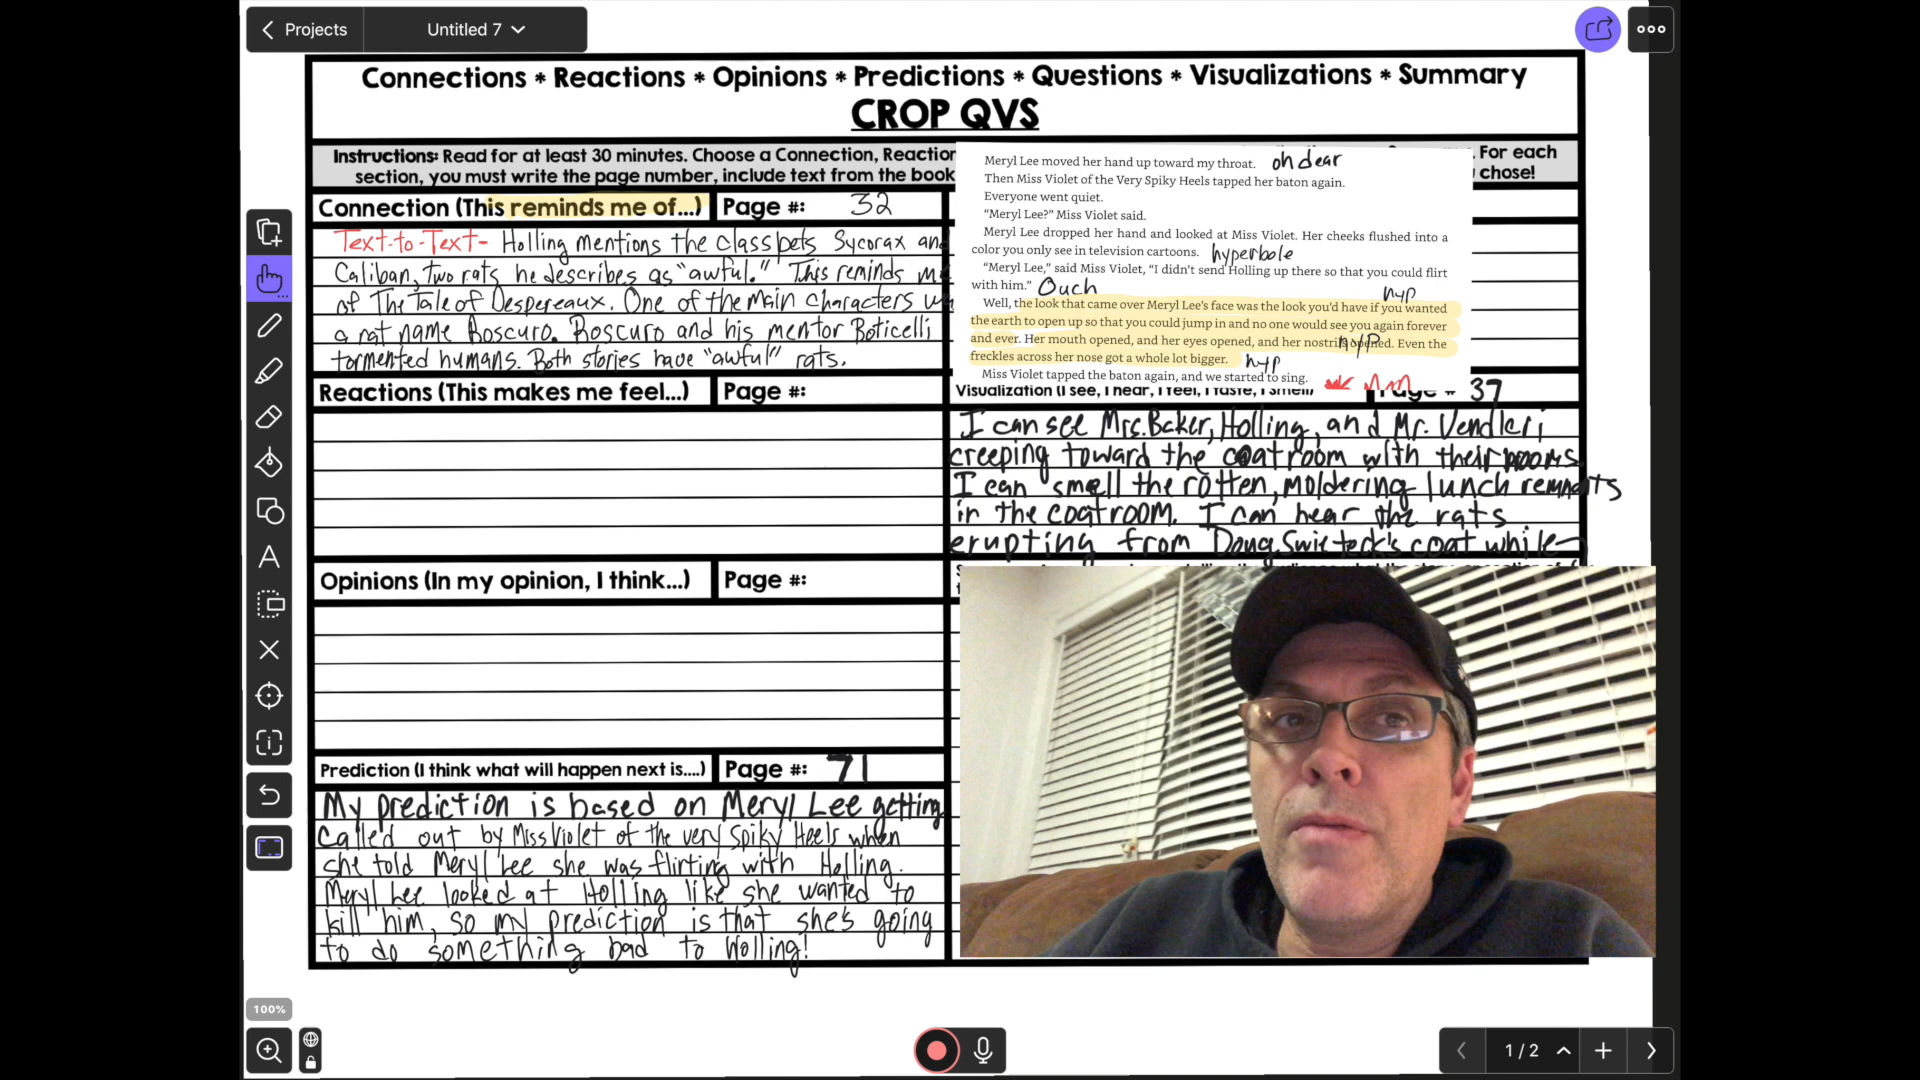 Projects
Untitled 7
Connections * Reactions * Opinions * Predictions * Questions * Visualizations * Summary
CROP QVS
Instructions: Read for at least 30 minutes. Choose a Connection, Reaction
For each
section, you must write the page number, include text from the book
chose!
Connection (This reminds me of...)
Page #: 32
Text-to-Text- Holling mentions the class pets Sycorax and
Caliban, two rats he describes as "awful." This reminds me
of The Tale of Despereaux. One of the main characters
a rat name Roscuro. Roscuro and his mentor Boticelli
tormented humans. Both stories have "awful" rats.
Reactions (This makes me feel...)
Page #:
Opinions (In my opinion, I think...)
Page #:
Prediction (I think what will happen next is....)
Page #: 71
My prediction is based on Meryl Lee getting
Called out by Miss Violet of the very Spiky Heels when
she told Meryl Lee she was flirting with Holling.
Meryl Lee looked at Holling like she wanted to
kill him, so my prediction is that she's going
to do something bad to Holling!
Meryl Lee moved her hand up toward my throat. oh dear
Then Miss Violet of the Very Spiky Heels tapped her baton again.
Everyone went quiet.
"Meryl Lee?" Miss Violet said.
Meryl Lee dropped her hand and looked at Miss Violet. Her cheeks flushed into a
color you only see in television cartoons. hyperbole
"Meryl Lee," said Miss Violet, "I didn't send Holling up there so that you could flirt
with him." Ouch
hyp
Well, the look that came over Meryl Lee's face was the look you'd have if you wanted
the earth to open up so that you could jump in and no one would see you again forever
and ever. Her mouth opened, and her eyes opened, and her nostrils opened. Even the
hyp
freckles across her nose got a whole lot bigger. hyp
Miss Violet tapped the baton again, and we started to sing.
Visualization (I see, I hear, I feel, I taste, I smell)
Page # 37
I can see Mrs. Baker, Holling, and Mr. Vendleri
creeping toward the coatroom with their
I can smell the rotten, moldering lunch remnants
in the coatroom. I can hear the rats
erupting from Doug Swieteck's coat while
A
100%
1 / 2